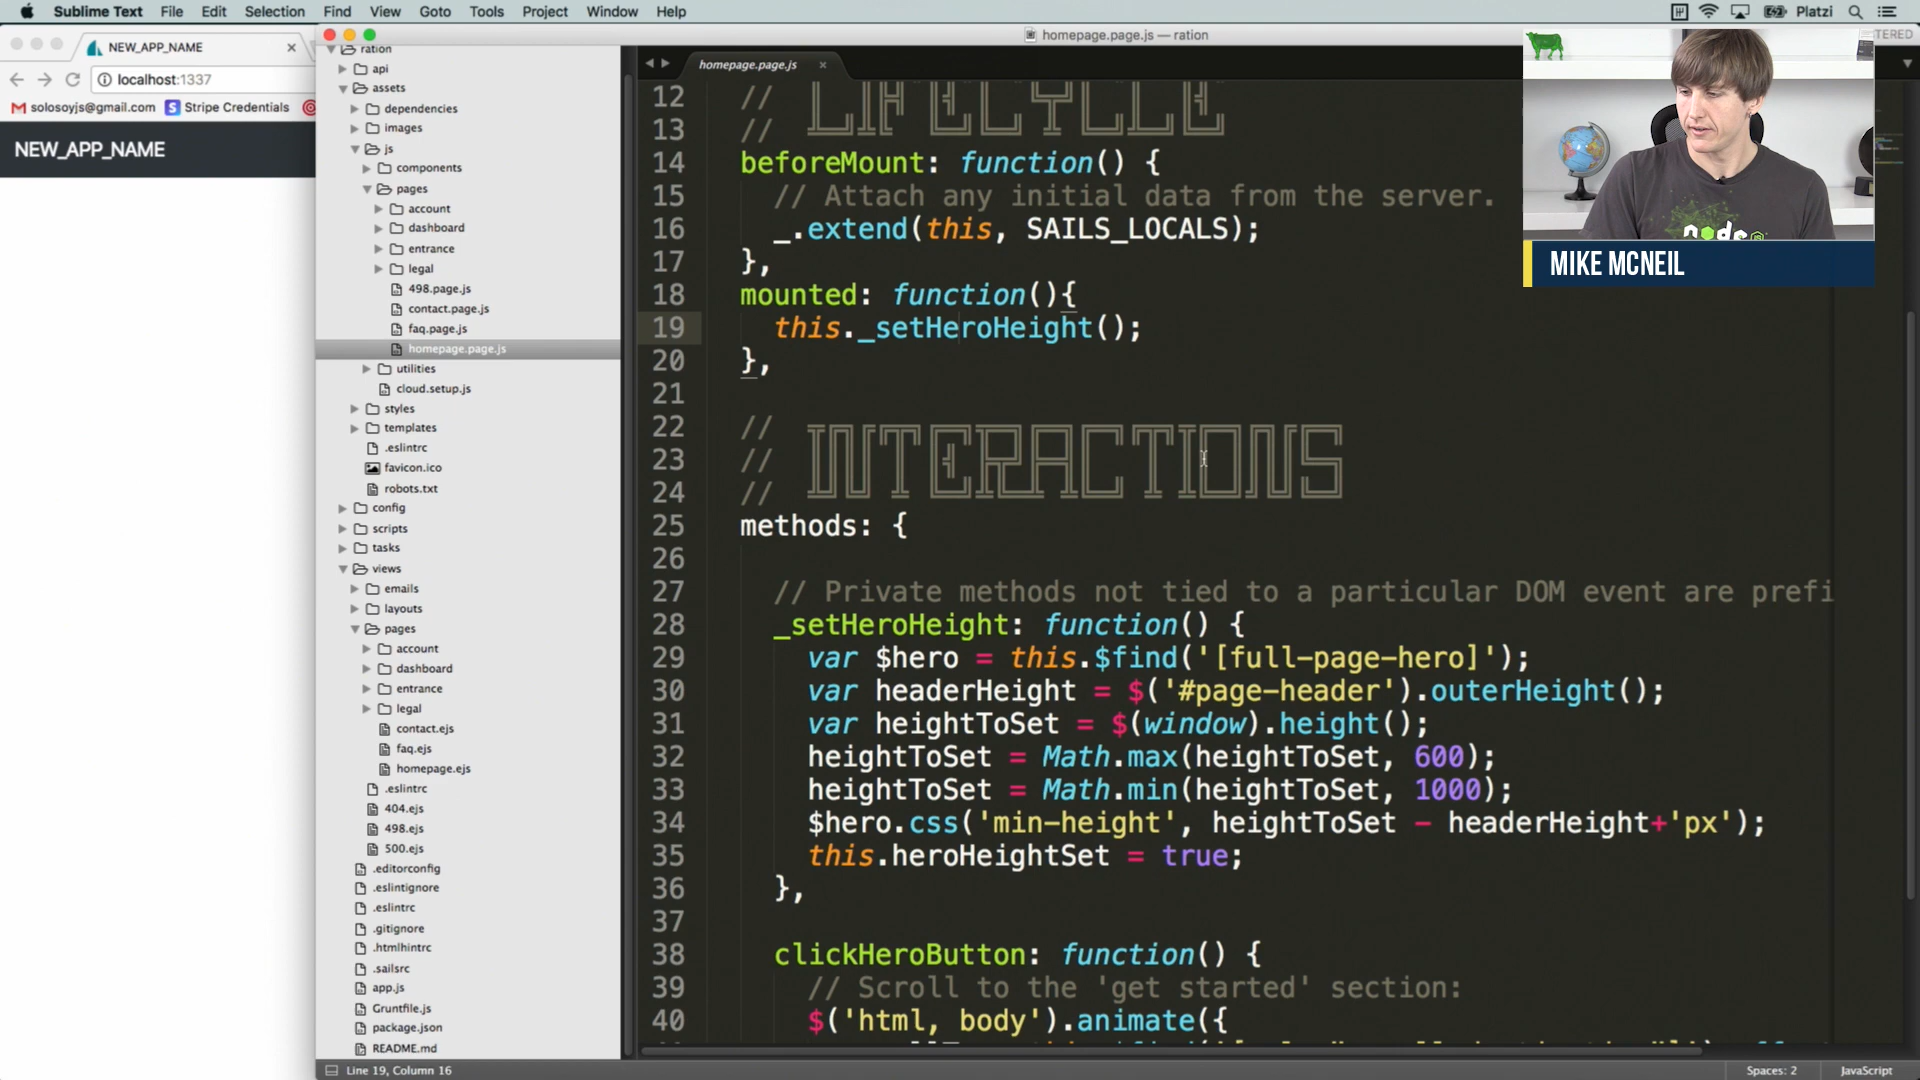 Sublime Text File Edit Selection Find View Goto Tools Project Window Help
Platzi
NEW_APP_NAME
localhost:1337
solosoyjs@gmail.com Stripe Credentials
NEW_APP_NAME
homepage.page.js — ration
TERED
ration
api
assets
dependencies
images
js
components
pages
account
dashboard
entrance
legal
498.page.js
contact.page.js
faq.page.js
homepage.page.js
utilities
cloud.setup.js
styles
templates
.eslintrc
favicon.ico
robots.txt
config
scripts
tasks
views
emails
layouts
pages
account
dashboard
entrance
legal
contact.ejs
faq.ejs
homepage.ejs
.eslintrc
404.ejs
498.ejs
500.ejs
.editorconfig
.eslintignore
.eslintrc
.gitignore
.htmlhintrc
.sailsrc
app.js
Gruntfile.js
package.json
README.md
homepage.page.js
12 // LIFECYCLE
13 //
14 beforeMount: function() {
15 // Attach any initial data from the server.
16 _.extend(this, SAILS_LOCALS);
17 },
18 mounted: function(){
19 this._setHeroHeight();
20 },
21
22 //
23 // INTERACTIONS
24 //
25 methods: {
26
27 // Private methods not tied to a particular DOM event are prefi
28 _setHeroHeight: function() {
29 var $hero = this.$find('[full-page-hero]');
30 var headerHeight = $('#page-header').outerHeight();
31 var heightToSet = $(window).height();
32 heightToSet = Math.max(heightToSet, 600);
33 heightToSet = Math.min(heightToSet, 1000);
34 $hero.css('min-height', heightToSet - headerHeight+'px');
35 this.heroHeightSet = true;
36 },
37
38 clickHeroButton: function() {
39 // Scroll to the 'get started' section:
40 $('html, body').animate({
node
MIKE MCNEIL
Line 19, Column 16
Spaces: 2
JavaScript